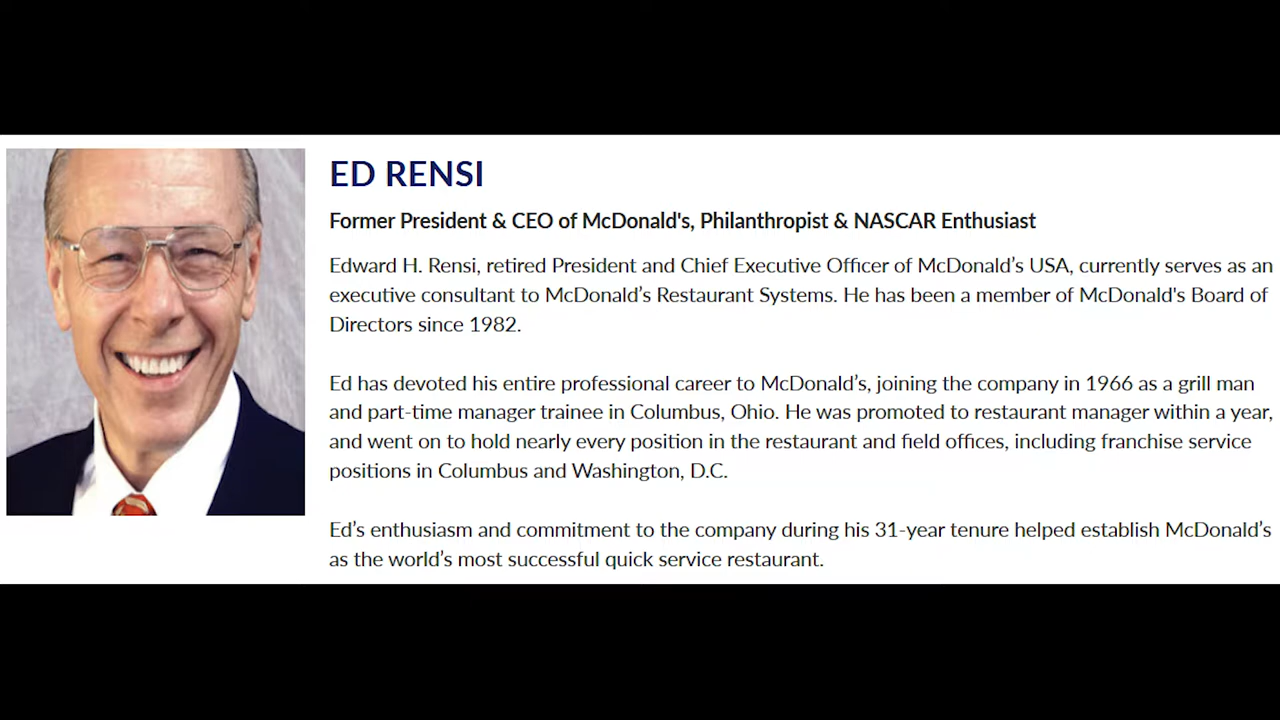 ED RENSI
Former President & CEO of McDonald's, Philanthropist & NASCAR Enthusiast
Edward H. Rensi, retired President and Chief Executive Officer of McDonald’s USA, currently serves as an
executive consultant to McDonald’s Restaurant Systems. He has been a member of McDonald's Board of
Directors since 1982.
Ed has devoted his entire professional career to McDonald’s, joining the company in 1966 as a grill man
and part-time manager trainee in Columbus, Ohio. He was promoted to restaurant manager within a year,
and went on to hold nearly every position in the restaurant and field offices, including franchise service
positions in Columbus and Washington, D.C.
Ed’s enthusiasm and commitment to the company during his 31-year tenure helped establish McDonald’s
as the world’s most successful quick service restaurant.